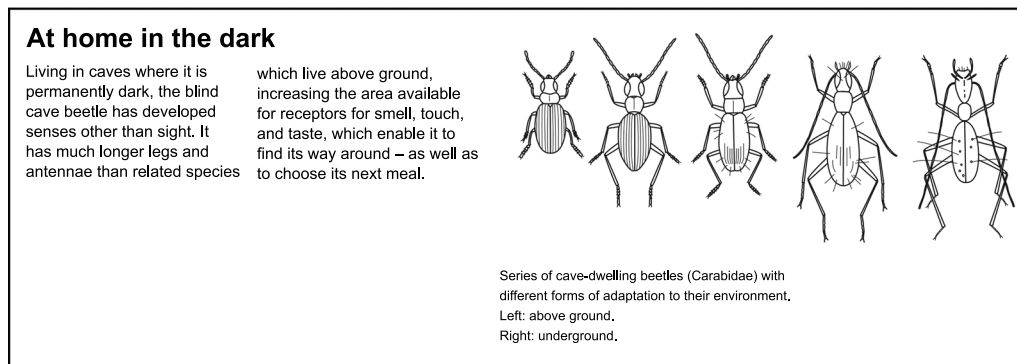 At home in the dark
Living in caves where it is
permanently dark, the blind
cave beetle has developed
senses other than sight. It
has much longer legs and
antennae than related species
which live above ground,
increasing the area available
for receptors for smell, touch,
and taste, which enable it to
find its way around – as well as
to choose its next meal.
Series of cave-dwelling beetles (Carabidae) with
different forms of adaptation to their environment.
Left: above ground.
Right: underground.